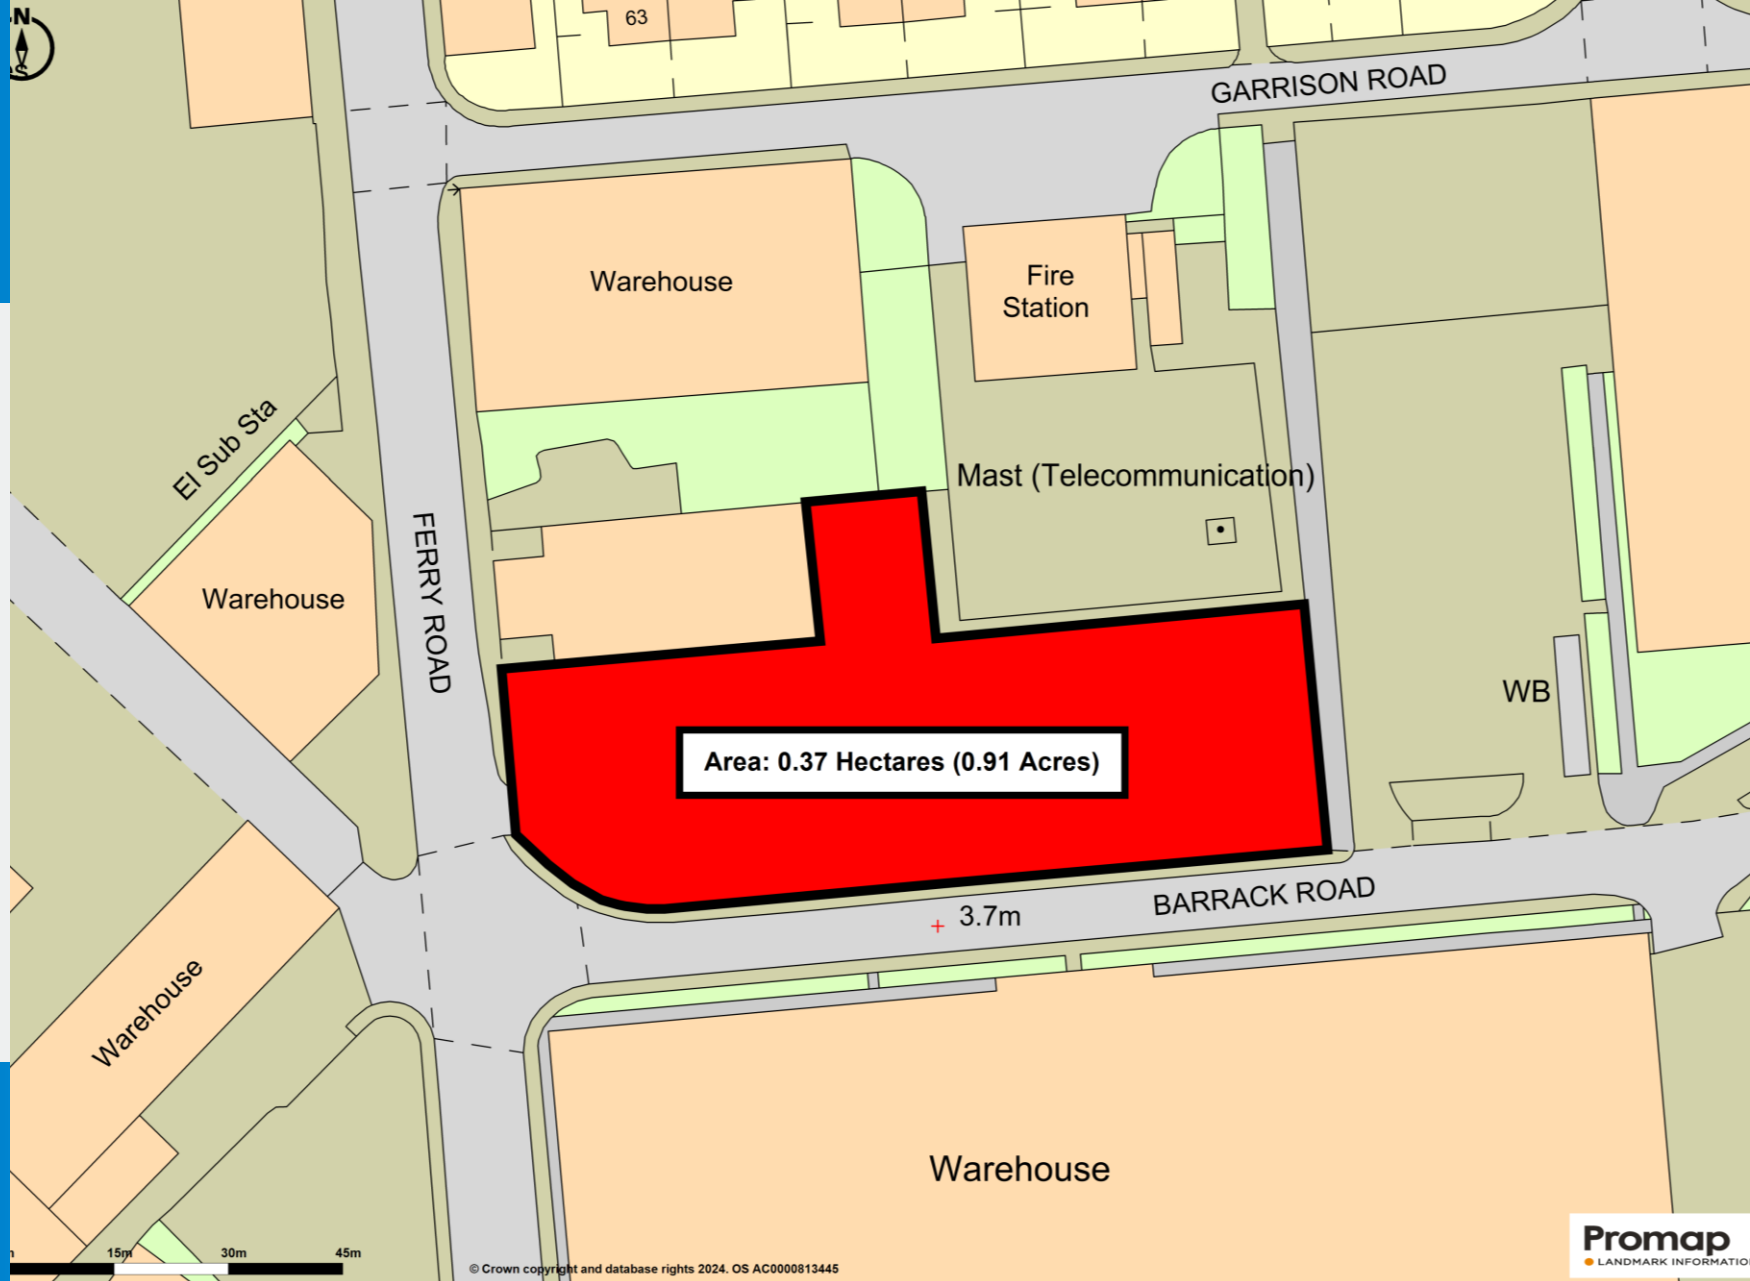 N
S
63
GARRISON ROAD
Warehouse
Fire
Station
El Sub Sta
Mast (Telecommunication)
FERRY ROAD
Warehouse
WB
Area: 0.37 Hectares (0.91 Acres)
BARRACK ROAD
3.7m
Warehouse
Warehouse
15m 30m 45m
© Crown copyright and database rights 2024. OS AC0000813445
Promap
LANDMARK INFORMATIO